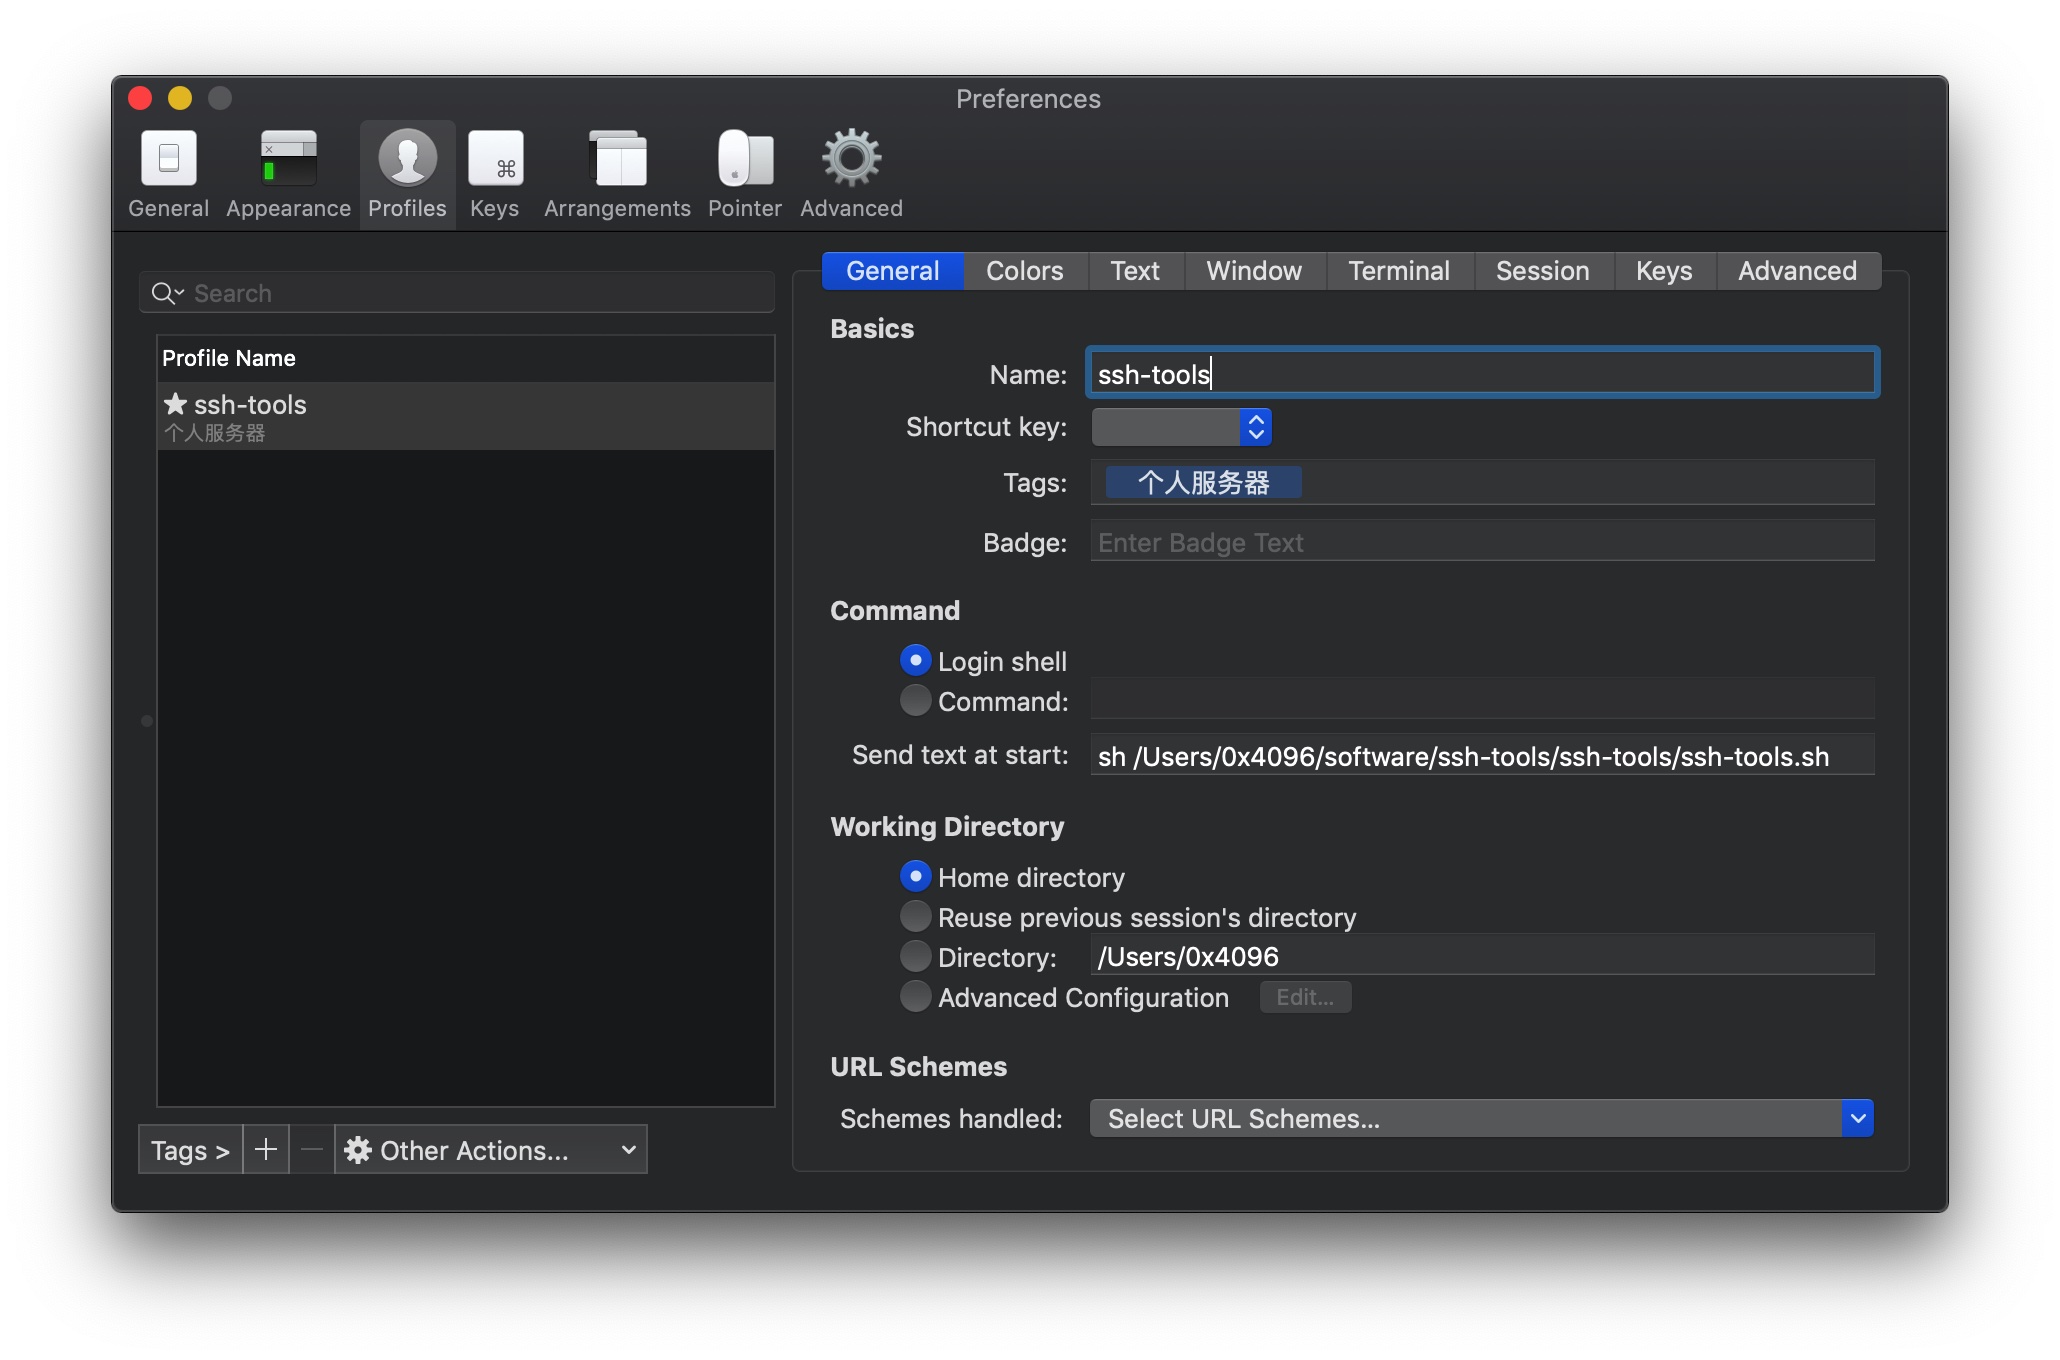 Preferences
General Appearance Profiles Keys Arrangements Pointer Advanced
Search
Profile Name
ssh-tools
个人服务器
Tags > + — Other Actions...
General Colors Text Window Terminal Session Keys Advanced
Basics
Name: ssh-tools
Shortcut key:
Tags: 个人服务器
Badge: Enter Badge Text
Command
Login shell
Command:
Send text at start: sh /Users/0x4096/software/ssh-tools/ssh-tools/ssh-tools.sh
Working Directory
Home directory
Reuse previous session's directory
Directory: /Users/0x4096
Advanced Configuration Edit...
URL Schemes
Schemes handled: Select URL Schemes...